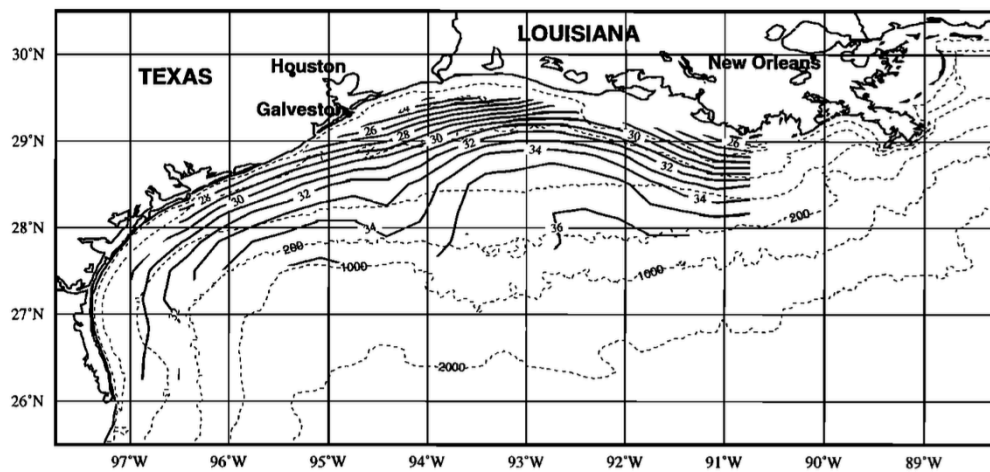 LOUISIANA
30°N
TEXAS
Houston
New Orleans
Galveston
24
26
28
30
32
34
30
26
29°N
32
34
28
30
32
34
36
200
28°N
200
1000
1000
27°N
32
2000
26°N
97°W
96°W
95°W
94°W
93°W
92°W
91°W
90°W
89°W